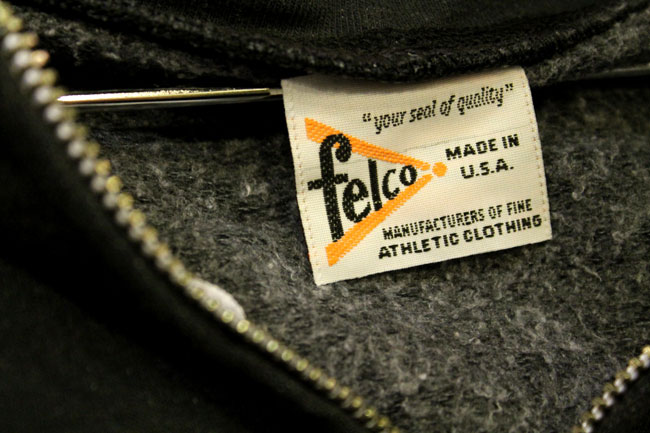 "your seal of quality"
felco
MADE IN
U.S.A.
MANUFACTURERS OF FINE
ATHLETIC CLOTHING